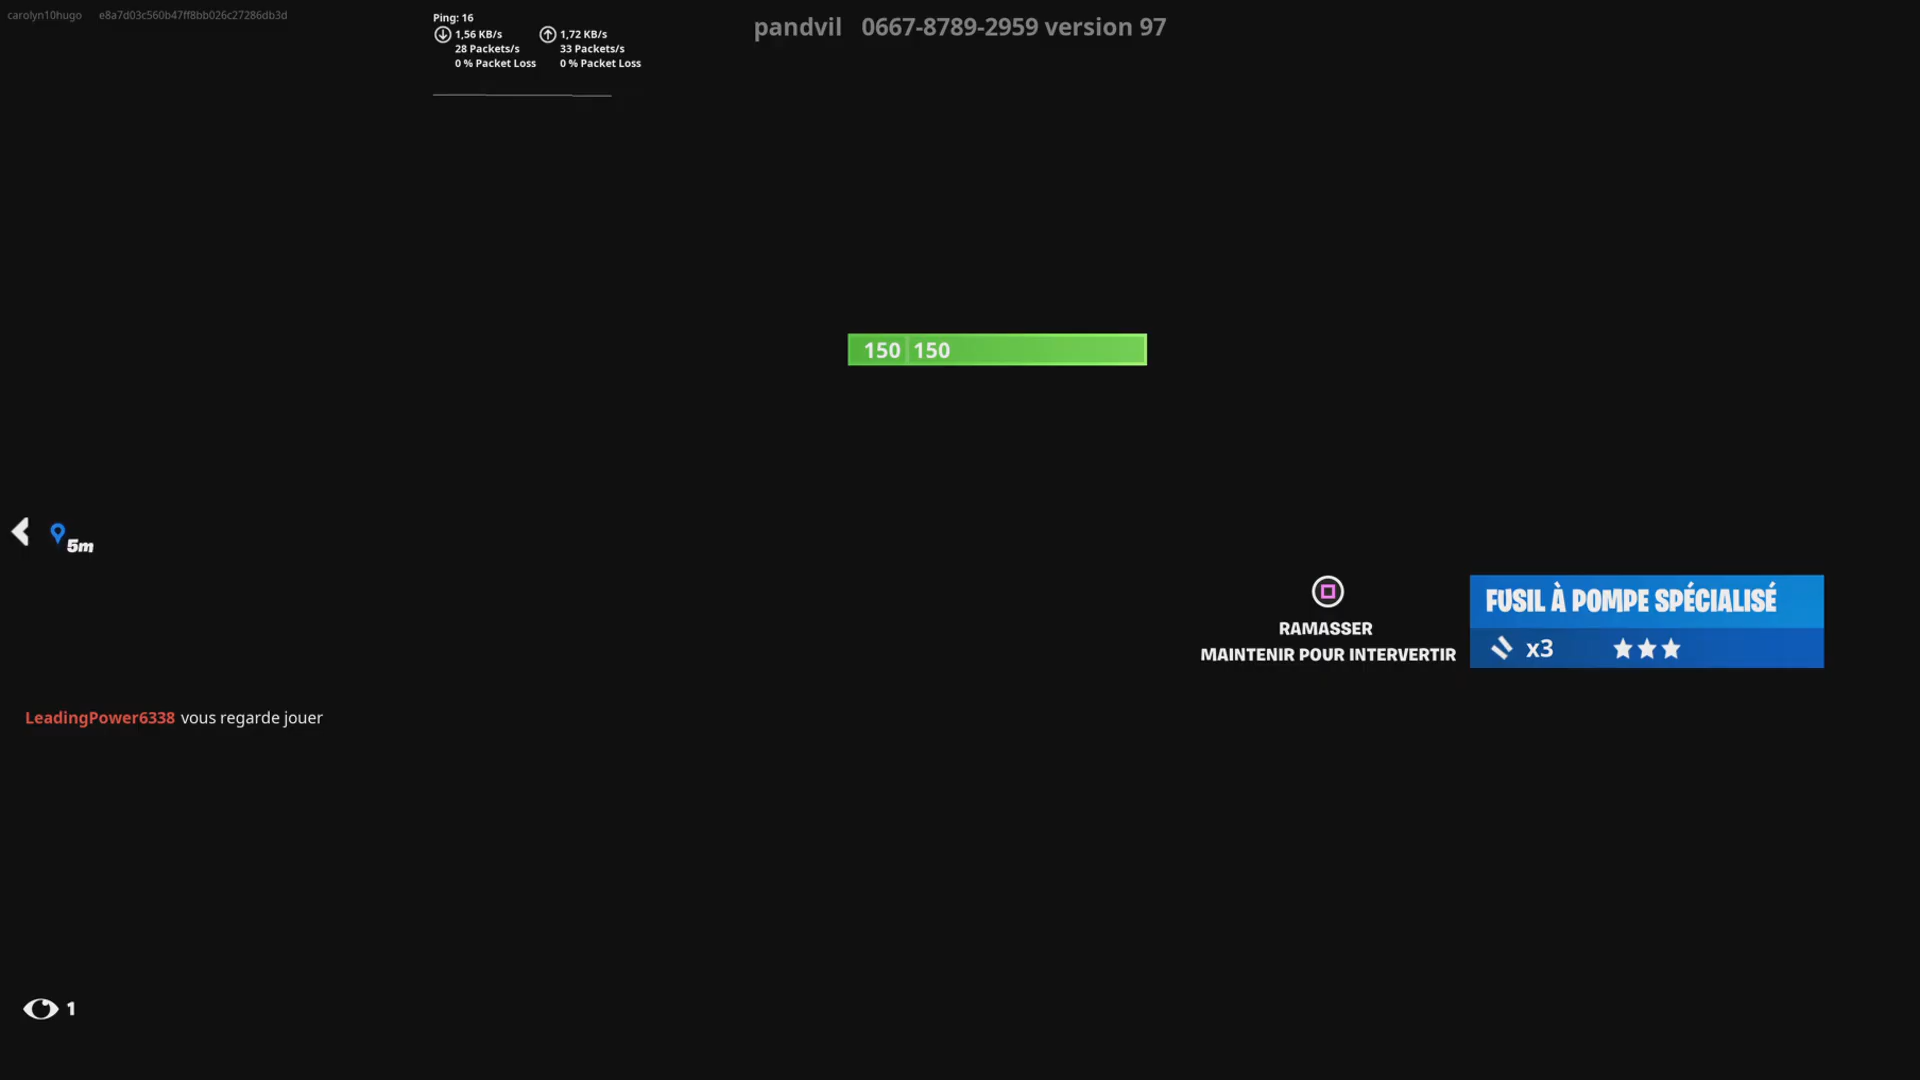 carolyn10hugo e8a7d03c560b47ff8bb026c27286db3d
Ping: 16
1,56 KB/s 1,72 KB/s
28 Packets/s 33 Packets/s
0 % Packet Loss 0 % Packet Loss
pandvil 0667-8789-2959 version 97
150 150
5m
RAMASSER
MAINTENIR POUR INTERVERTIR
FUSIL À POMPE SPÉCIALISÉ
x3
LeadingPower6338 vous regarde jouer
1